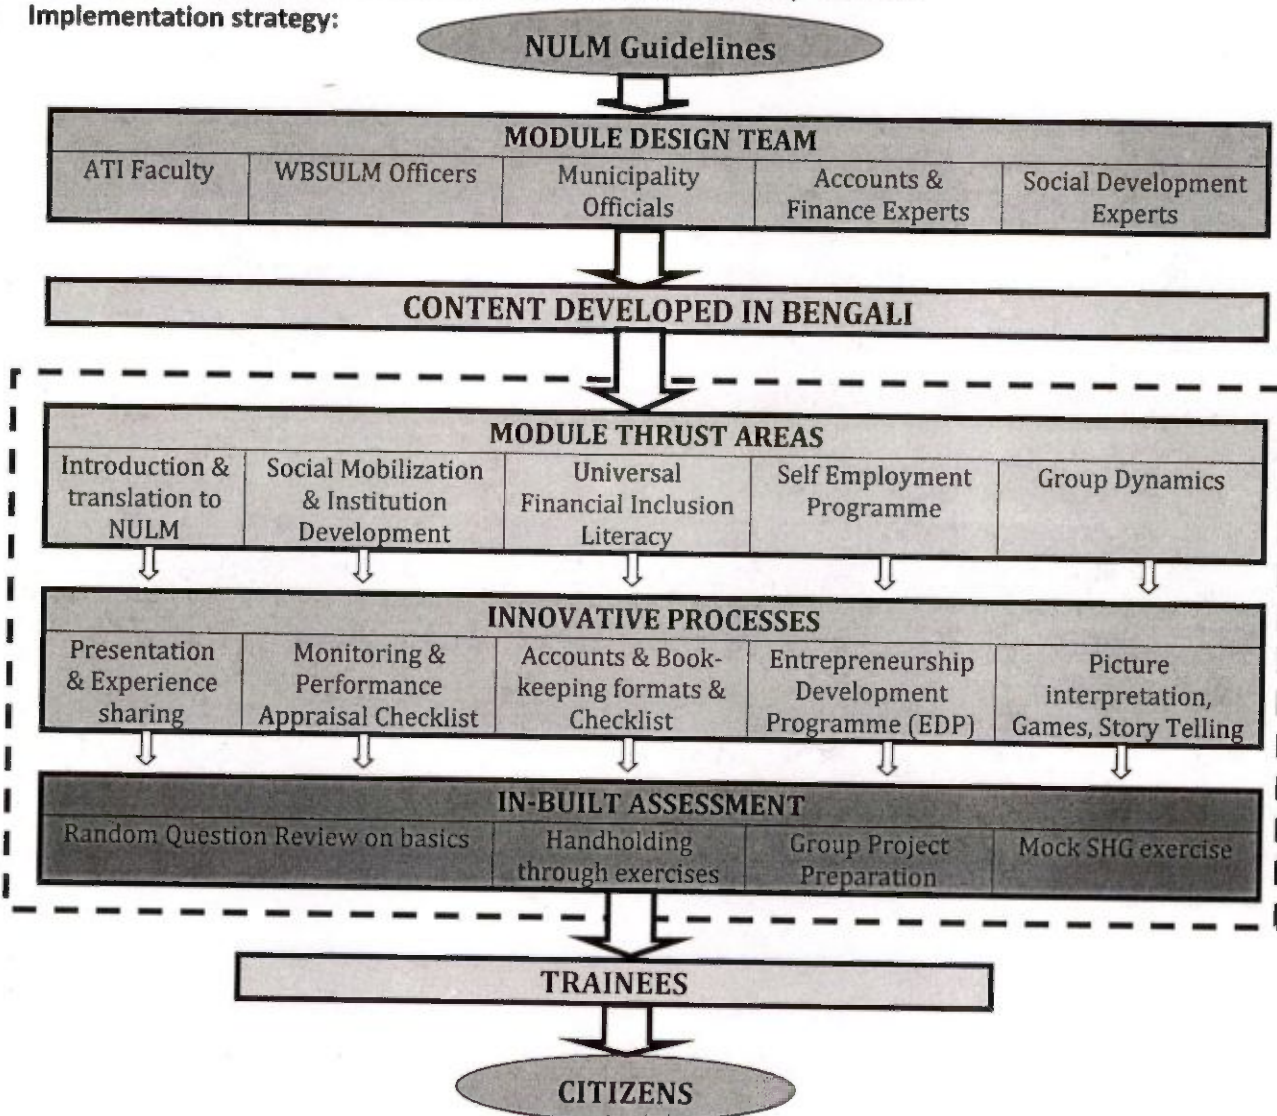 Implementation strategy:
NULM Guidelines
MODULE DESIGN TEAM
ATI Faculty
WBSULM Officers
Municipality
Officials
Accounts &
Finance Experts
Social Development
Experts
CONTENT DEVELOPED IN BENGALI
MODULE THRUST AREAS
Introduction &
translation to
NULM
Social Mobilization
& Institution
Development
Universal
Financial Inclusion
Literacy
Self Employment
Programme
Group Dynamics
INNOVATIVE PROCESSES
Presentation
& Experience
sharing
Monitoring &
Performance
Appraisal Checklist
Accounts & Book-
keeping formats &
Checklist
Entrepreneurship
Development
Programme (EDP)
Picture
interpretation,
Games, Story Telling
IN-BUILT ASSESSMENT
Random Question Review on basics
Handholding
through exercises
Group Project
Preparation
Mock SHG exercise
TRAINEES
CITIZENS